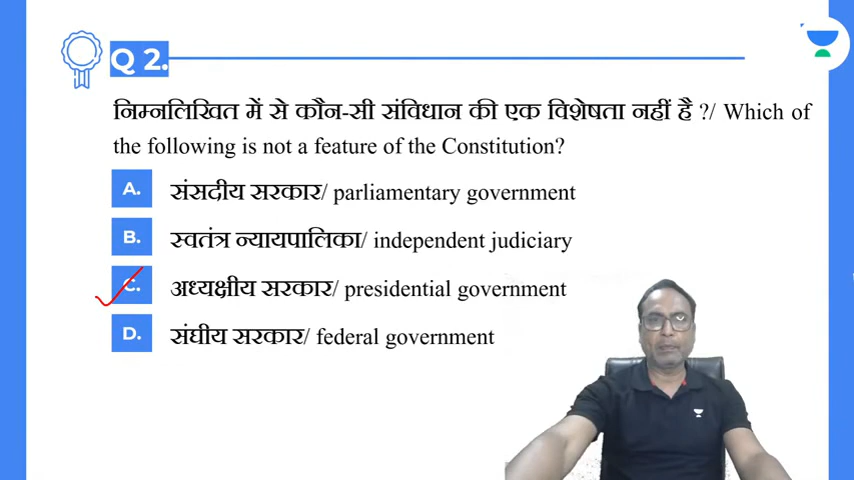 Q 2.
निम्नलिखित में से कौन-सी संविधान की एक विशेषता नहीं है ?/ Which of
the following is not a feature of the Constitution?
A. संसदीय सरकार/ parliamentary government
B. स्वतंत्र न्यायपालिका/ independent judiciary
C. अध्यक्षीय सरकार/ presidential government
D. संघीय सरकार/ federal government